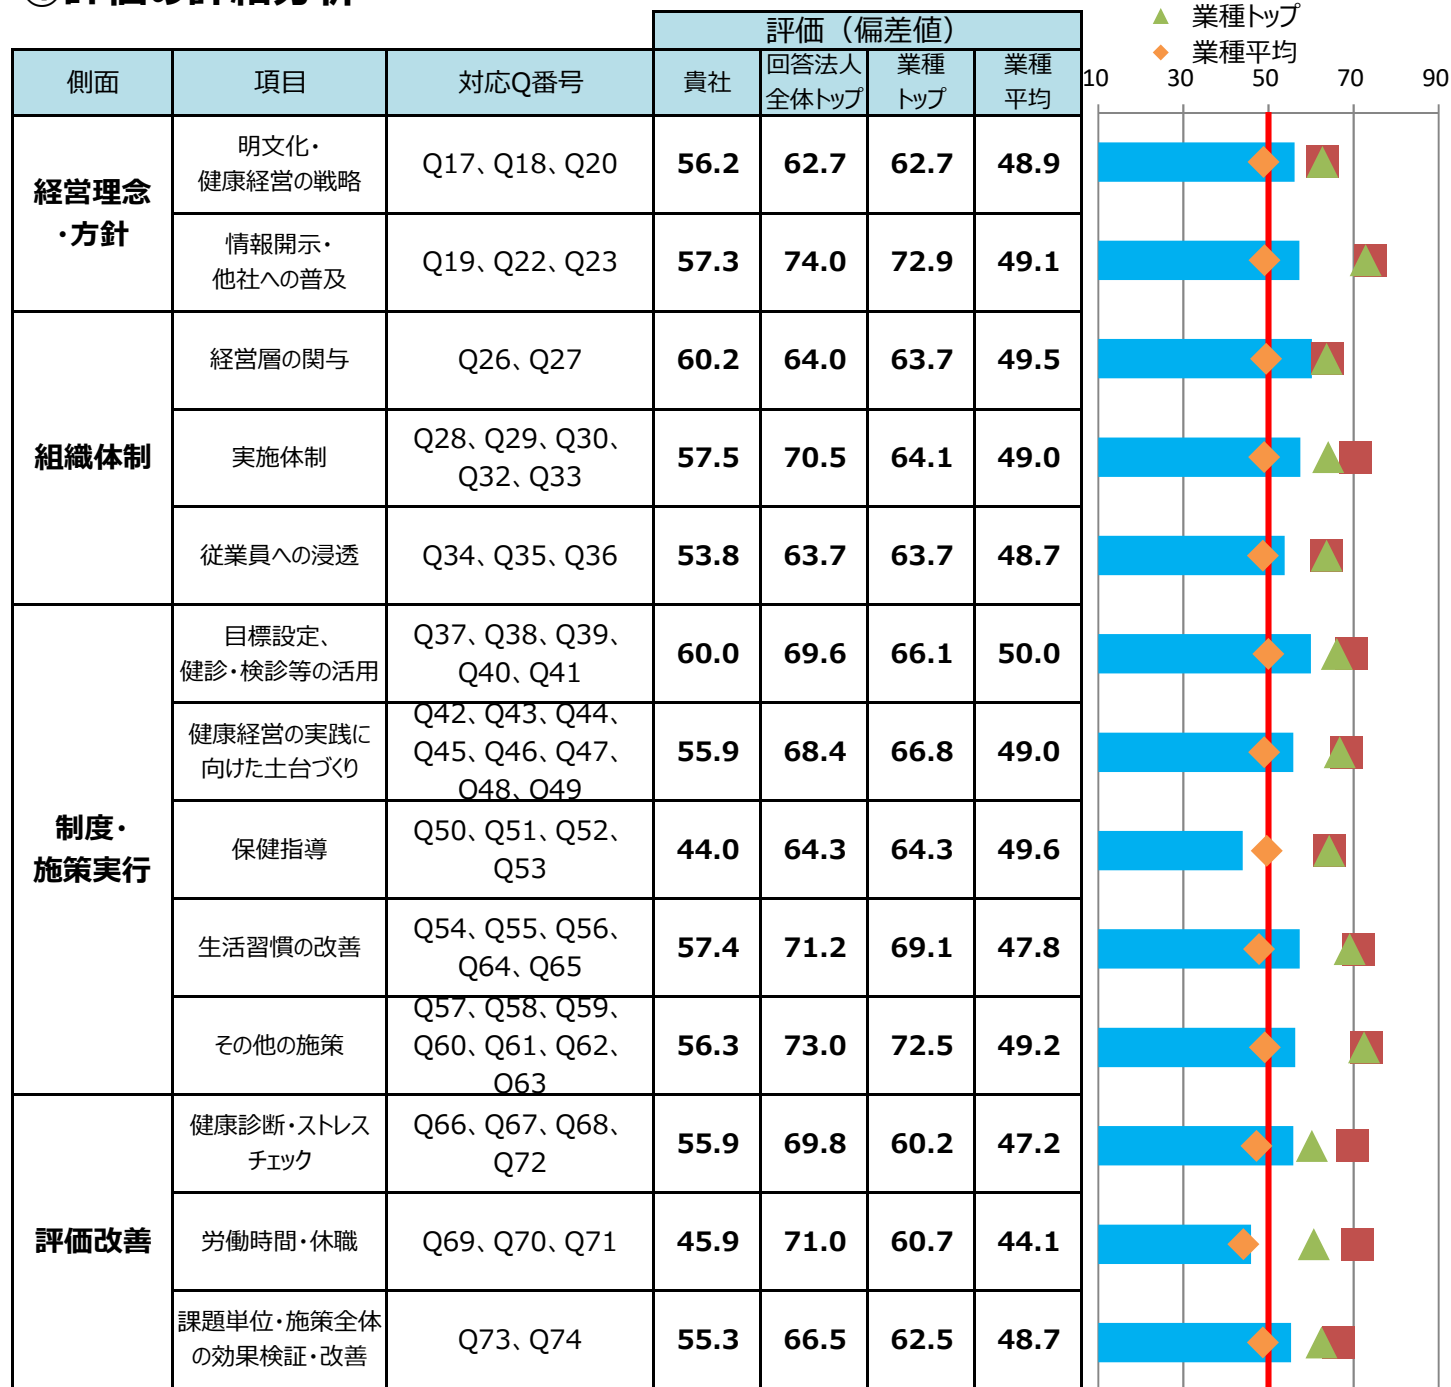 評価（偏差値）
▲ 業種トップ
◆ 業種平均
側面 項目 対応Q番号 貴社 回答法人全体トップ 業種トップ 業種平均
10 30 50 70 90
経営理念
・方針
明文化・
健康経営の戦略
Q17、Q18、Q20 56.2 62.7 62.7 48.9
情報開示・
他社への普及
Q19、Q22、Q23 57.3 74.0 72.9 49.1
組織体制
経営層の関与 Q26、Q27 60.2 64.0 63.7 49.5
実施体制
Q28、Q29、Q30、
Q32、Q33
57.5 70.5 64.1 49.0
従業員への浸透 Q34、Q35、Q36 53.8 63.7 63.7 48.7
制度・
施策実行
目標設定、
健診・検診等の活用
Q37、Q38、Q39、
Q40、Q41
60.0 69.6 66.1 50.0
健康経営の実践に
向けた土台づくり
Q42、Q43、Q44、
Q45、Q46、Q47、
Q48、Q49
55.9 68.4 66.8 49.0
保健指導
Q50、Q51、Q52、
Q53
44.0 64.3 64.3 49.6
生活習慣の改善
Q54、Q55、Q56、
Q64、Q65
57.4 71.2 69.1 47.8
その他の施策
Q57、Q58、Q59、
Q60、Q61、Q62、
Q63
56.3 73.0 72.5 49.2
評価改善
健康診断・ストレス
チェック
Q66、Q67、Q68、
Q72
55.9 69.8 60.2 47.2
労働時間・休職 Q69、Q70、Q71 45.9 71.0 60.7 44.1
課題単位・施策全体
の効果検証・改善
Q73、Q74 55.3 66.5 62.5 48.7